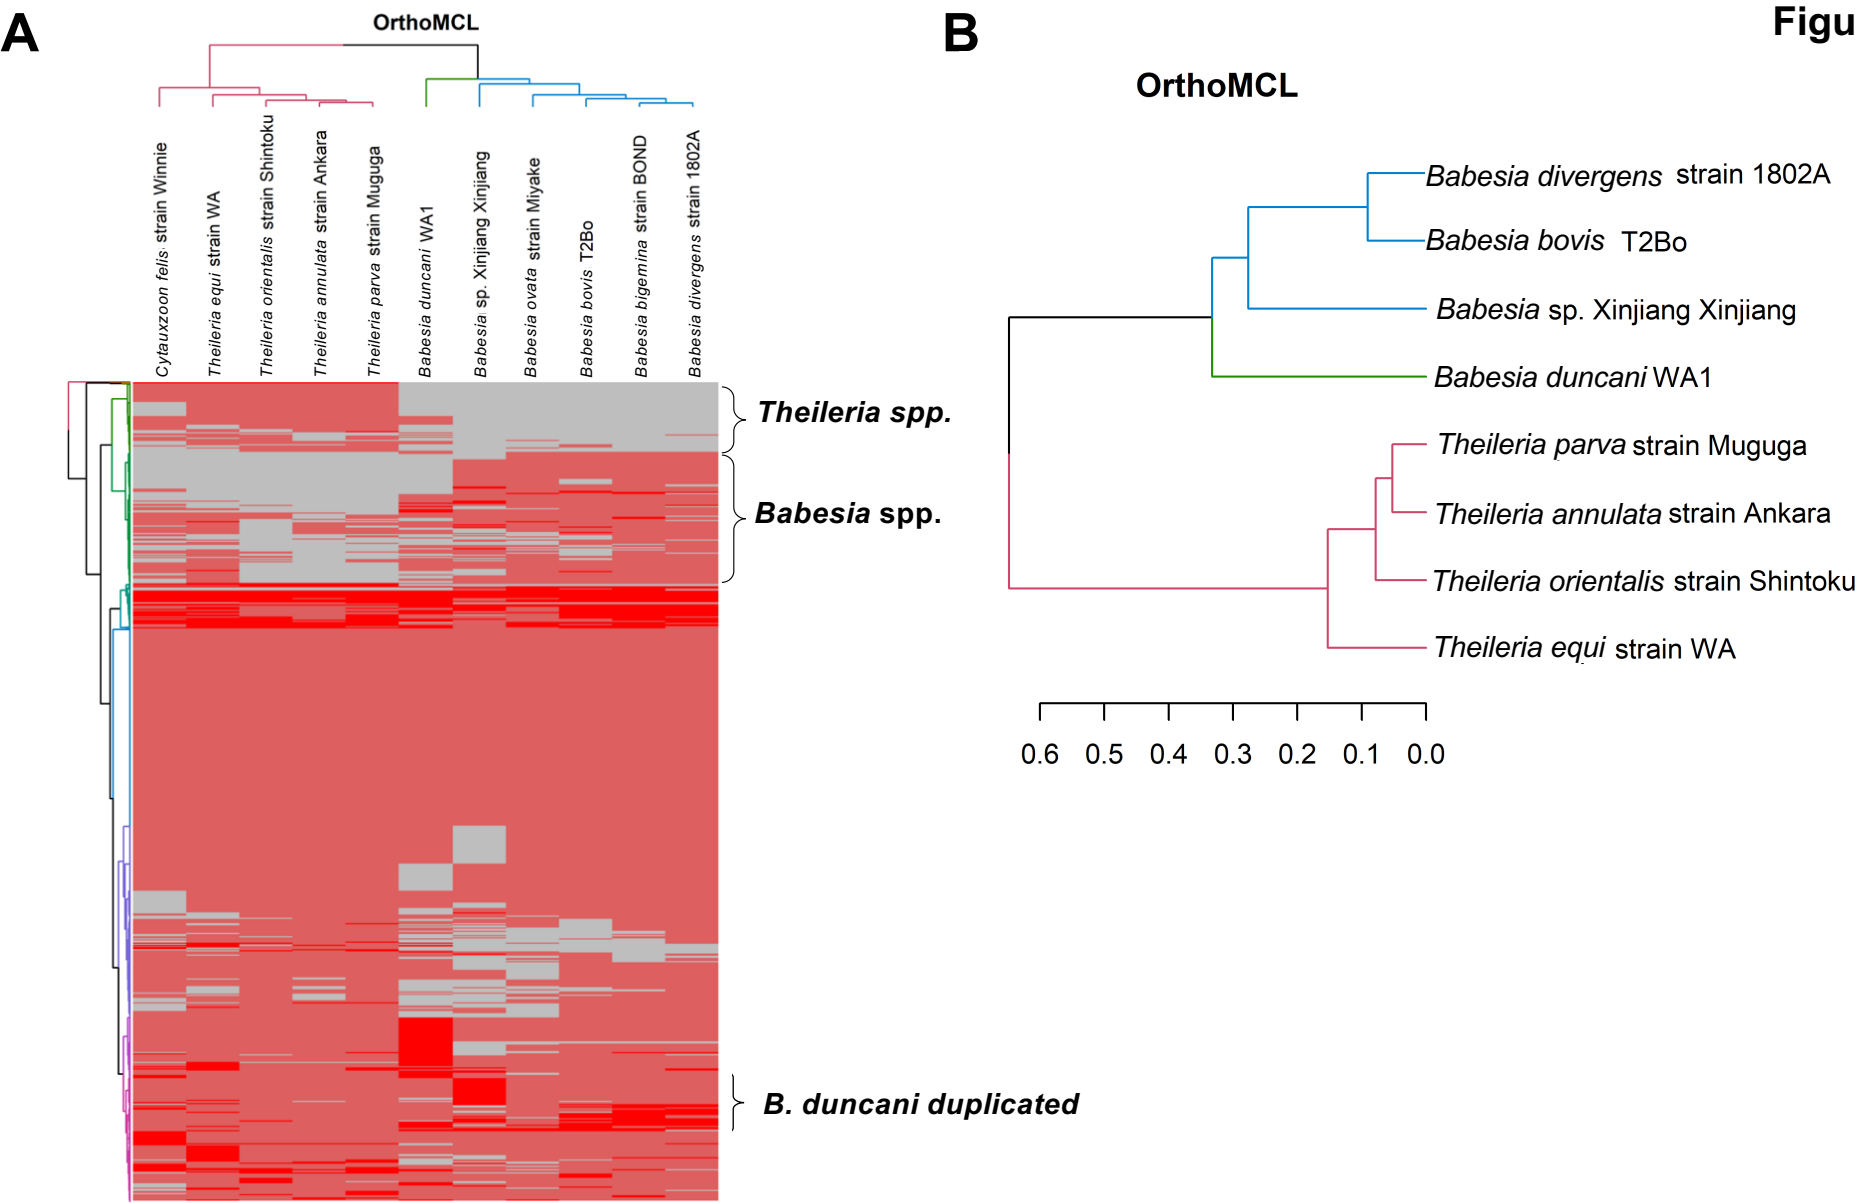 A
OrthoMCL
Cytauxzoon felis strain Winnie
Theileria equi strain WA
Theileria orientalis strain Shintoku
Theileria annulata strain Ankara
Theileria parva strain Muguga
Babesia duncani WA1
Babesia sp. Xinjiang Xinjiang
Babesia ovata strain Miyake
Babesia bovis T2Bo
Babesia bigemina strain BOND
Babesia divergens strain 1802A
Theileria spp.
Babesia spp.
B. duncani duplicated
B
Figu
OrthoMCL
Babesia divergens strain 1802A
Babesia bovis T2Bo
Babesia sp. Xinjiang Xinjiang
Babesia duncani WA1
Theileria parva strain Muguga
Theileria annulata strain Ankara
Theileria orientalis strain Shintoku
Theileria equi strain WA
0.6 0.5 0.4 0.3 0.2 0.1 0.0